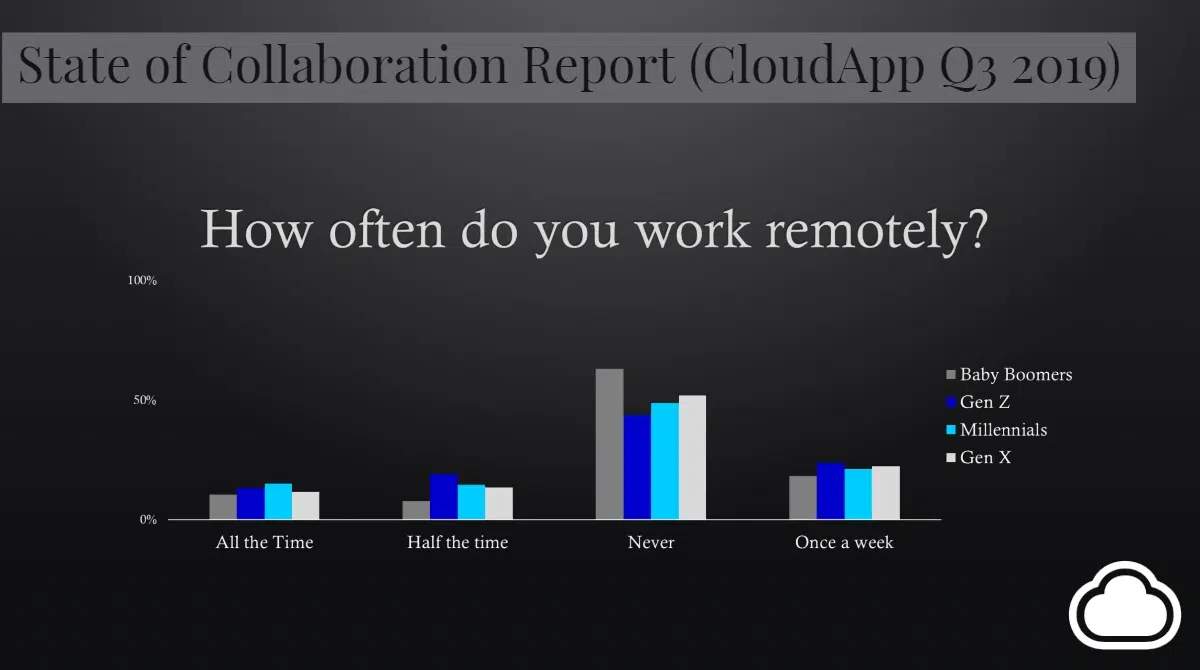 State of Collaboration Report (CloudApp Q3 2019)
How often do you work remotely?
100%
50%
0%
All the Time
Half the time
Never
Once a week
Baby Boomers
Gen Z
Millennials
Gen X